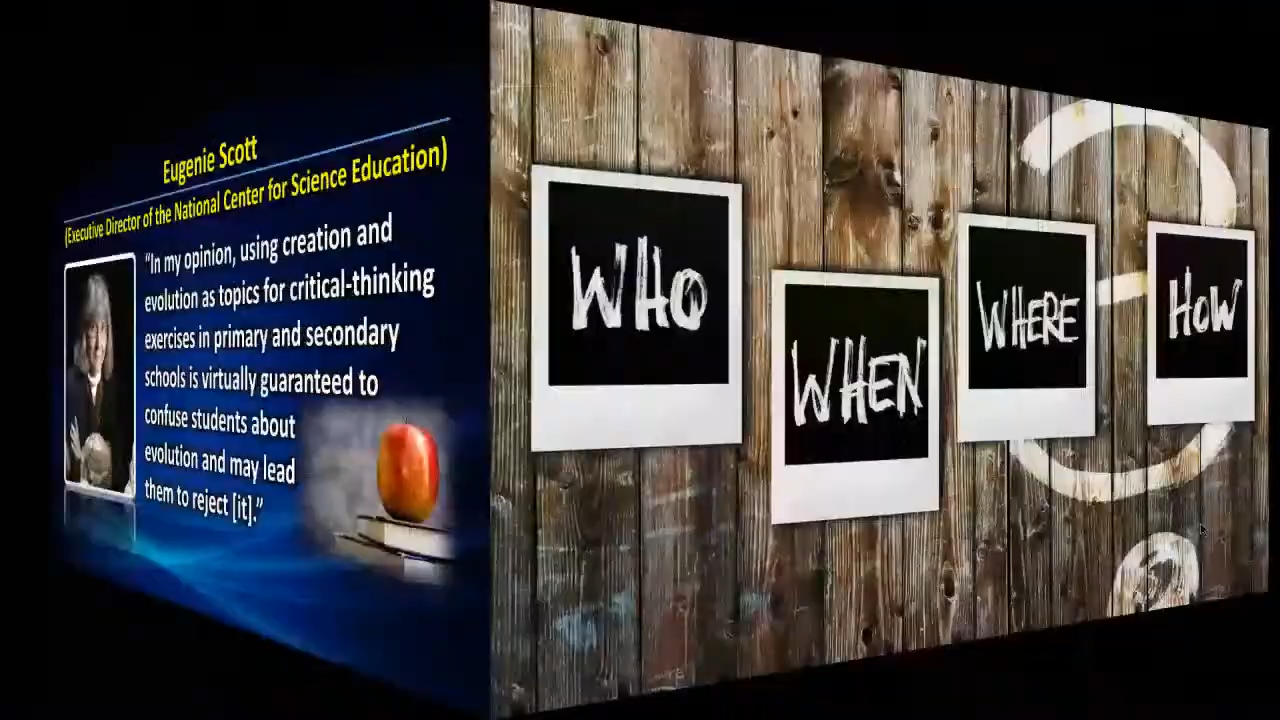 Eugenie Scott
(Executive Director of the National Center for Science Education)
“In my opinion, using creation and
evolution as topics for critical-thinking
exercises in primary and secondary
schools is virtually guaranteed to
confuse students about
evolution and may lead
them to reject [it].”
WHO
WHEN
WHERE
HOW